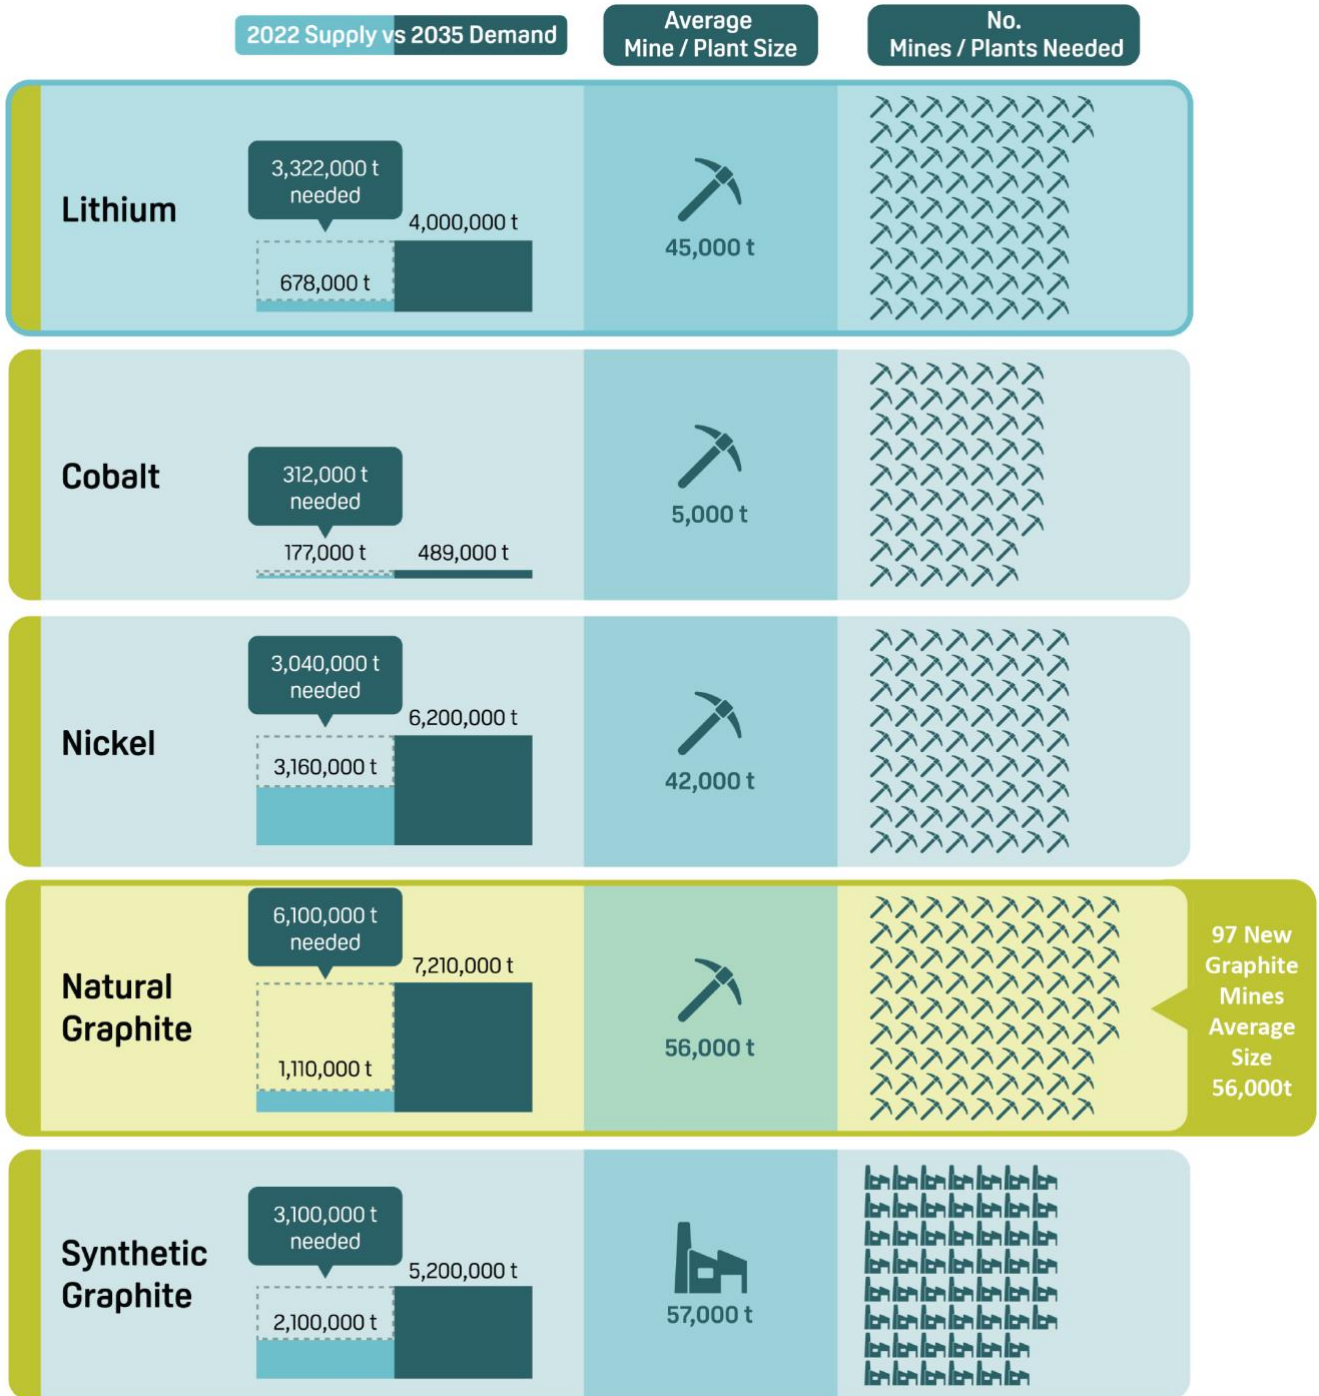 2022 Supply vs 2035 Demand
Average
Mine / Plant Size
No.
Mines / Plants Needed
Lithium
3,322,000 t
needed
4,000,000 t
678,000 t
45,000 t
Cobalt
312,000 t
needed
177,000 t
489,000 t
5,000 t
Nickel
3,040,000 t
needed
6,200,000 t
3,160,000 t
42,000 t
Natural
Graphite
6,100,000 t
needed
7,210,000 t
1,110,000 t
56,000 t
97 New
Graphite
Mines
Average
Size
56,000t
Synthetic
Graphite
3,100,000 t
needed
5,200,000 t
2,100,000 t
57,000 t